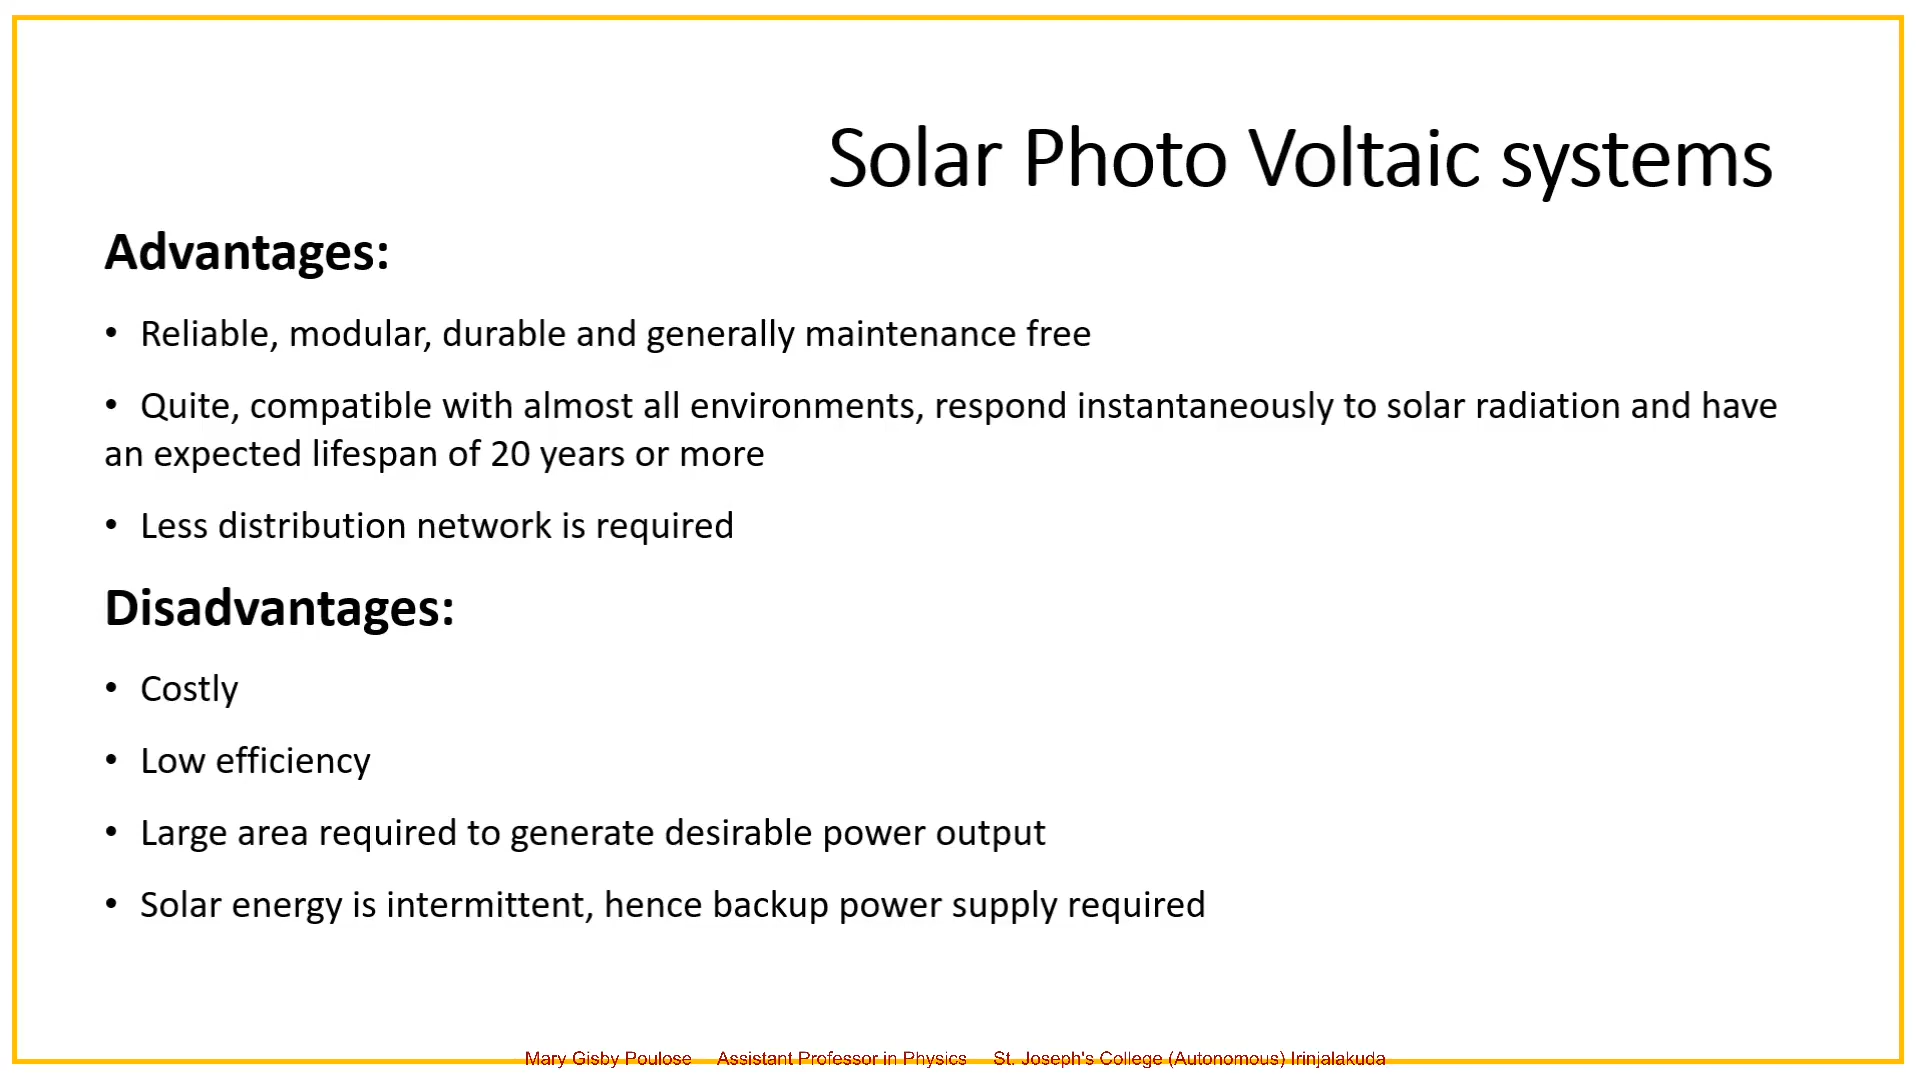 Solar Photo Voltaic systems
Advantages:
• Reliable, modular, durable and generally maintenance free
• Quite, compatible with almost all environments, respond instantaneously to solar radiation and have
an expected lifespan of 20 years or more
• Less distribution network is required
Disadvantages:
• Costly
• Low efficiency
• Large area required to generate desirable power output
• Solar energy is intermittent, hence backup power supply required
Mary Gisby Poulose Assistant Professor in Physics St. Joseph's College (Autonomous) Irinjalakuda